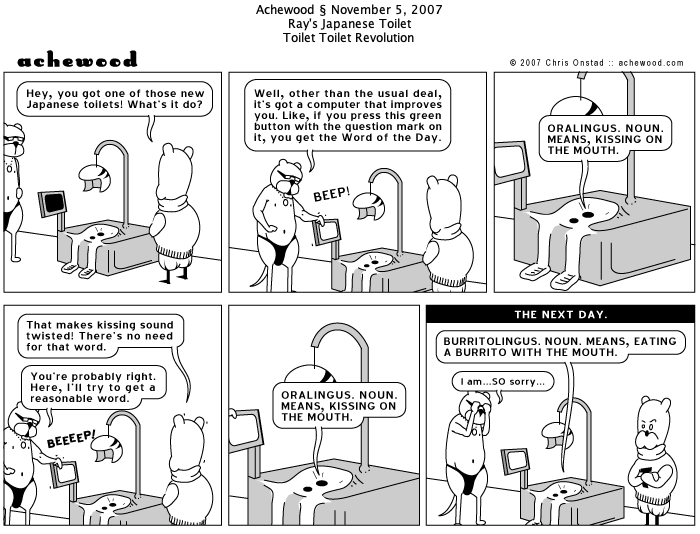 Achewood § November 5, 2007
Ray's Japanese Toilet
Toilet Toilet Revolution
achewood
© 2007 Chris Onstad :: achewood.com
Hey, you got one of those new
Japanese toilets! What's it do?
Well, other than the usual deal,
it's got a computer that improves
you. Like, if you press this green
button with the question mark on
it, you get the Word of the Day.
BEEP!
ORALINGUS. NOUN.
MEANS, KISSING ON
THE MOUTH.
That makes kissing sound
twisted! There's no need
for that word.
You're probably right.
Here, I'll try to get a
reasonable word.
BEEEEP!
ORALINGUS. NOUN.
MEANS, KISSING ON
THE MOUTH.
THE NEXT DAY.
BURRITOLINGUS. NOUN. MEANS, EATING
A BURRITO WITH THE MOUTH.
I am...SO sorry...